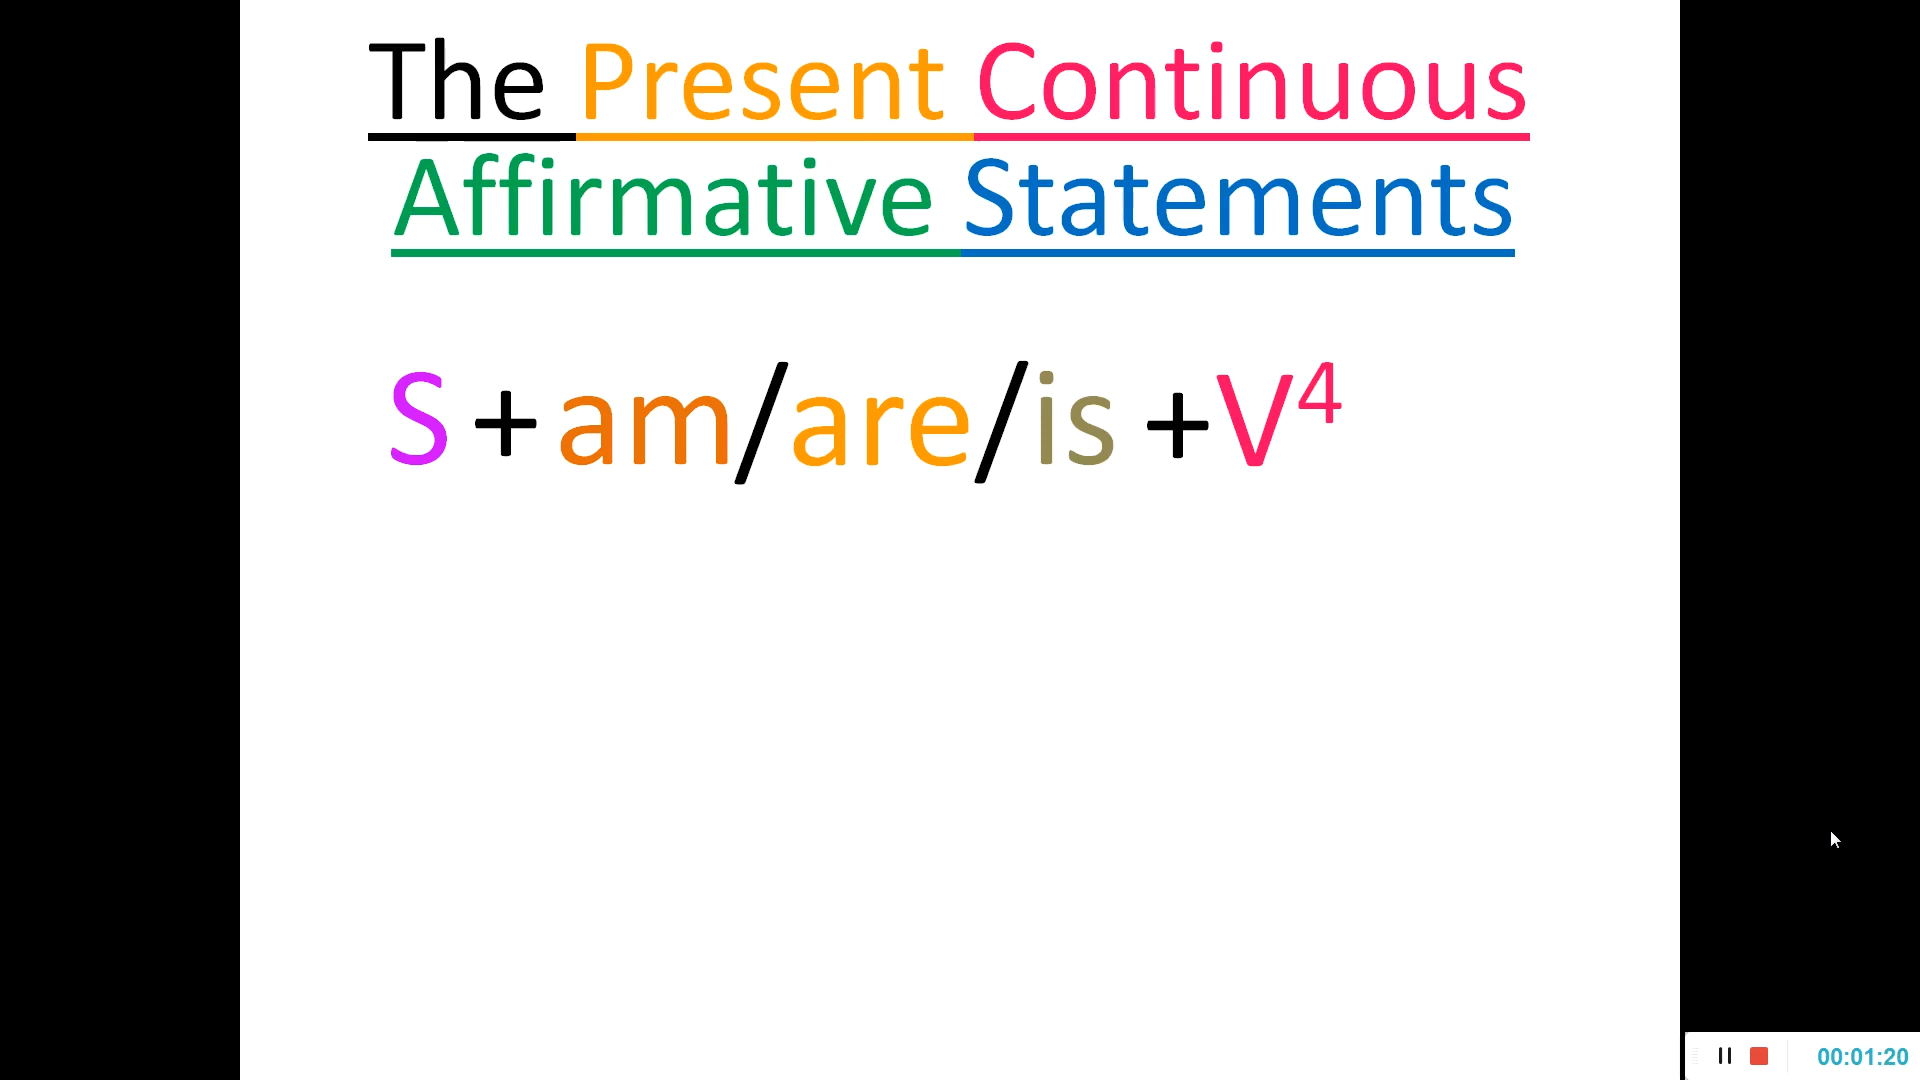 The Present Continuous
Affirmative Statements
S + am/are/is + V⁴
00:01:20